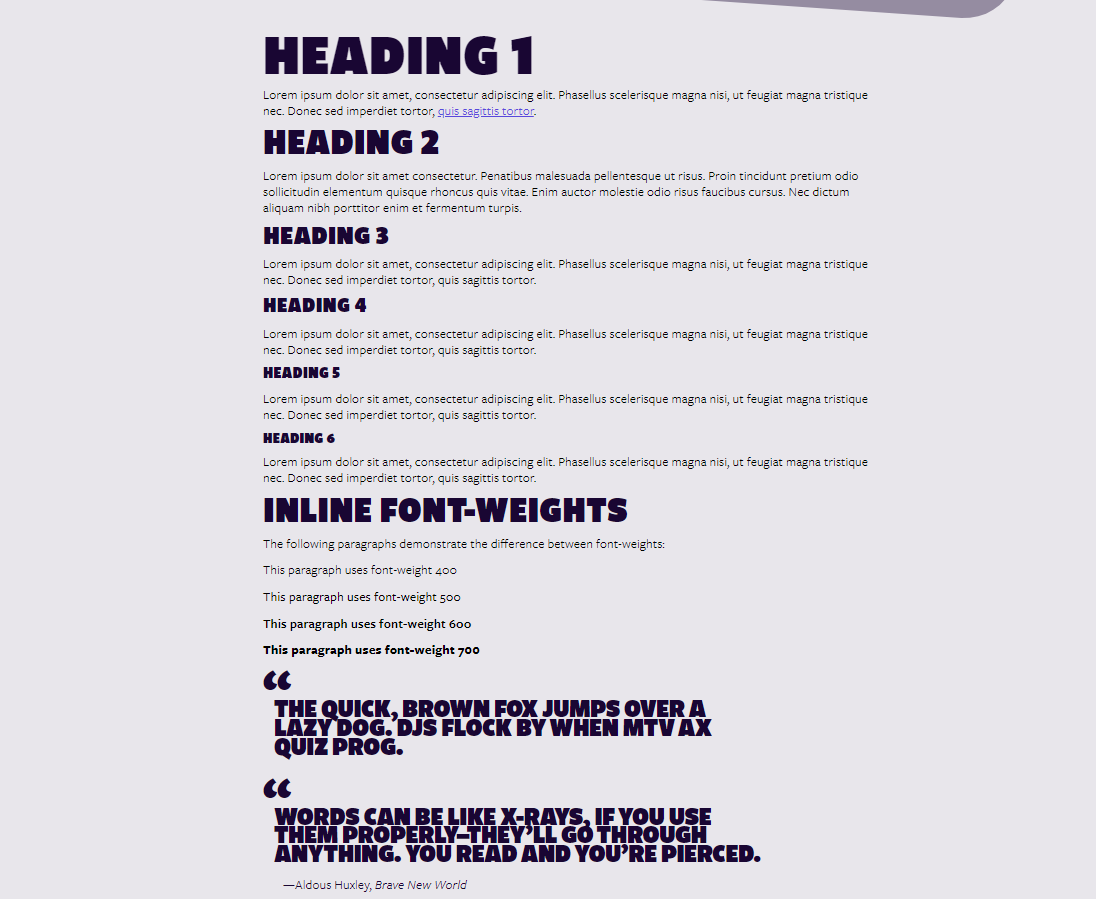 HEADING 1
Lorem ipsum dolor sit amet, consectetur adipiscing elit. Phasellus scelerisque magna nisi, ut feugiat magna tristique
nec. Donec sed imperdiet tortor, quis sagittis tortor.
HEADING 2
Lorem ipsum dolor sit amet consectetur. Penatibus malesuada pellentesque ut risus. Proin tincidunt pretium odio
sollicitudin elementum quisque rhoncus quis vitae. Enim auctor molestie odio risus faucibus cursus. Nec dictum
aliquam nibh porttitor enim et fermentum turpis.
HEADING 3
Lorem ipsum dolor sit amet, consectetur adipiscing elit. Phasellus scelerisque magna nisi, ut feugiat magna tristique
nec. Donec sed imperdiet tortor, quis sagittis tortor.
HEADING 4
Lorem ipsum dolor sit amet, consectetur adipiscing elit. Phasellus scelerisque magna nisi, ut feugiat magna tristique
nec. Donec sed imperdiet tortor, quis sagittis tortor.
HEADING 5
Lorem ipsum dolor sit amet, consectetur adipiscing elit. Phasellus scelerisque magna nisi, ut feugiat magna tristique
nec. Donec sed imperdiet tortor, quis sagittis tortor.
HEADING 6
Lorem ipsum dolor sit amet, consectetur adipiscing elit. Phasellus scelerisque magna nisi, ut feugiat magna tristique
nec. Donec sed imperdiet tortor, quis sagittis tortor.
INLINE FONT-WEIGHTS
The following paragraphs demonstrate the difference between font-weights:
This paragraph uses font-weight 400
This paragraph uses font-weight 500
This paragraph uses font-weight 600
This paragraph uses font-weight 700
“
THE QUICK, BROWN FOX JUMPS OVER A
LAZY DOG. DJS FLOCK BY WHEN MTV AX
QUIZ PROG.
“
WORDS CAN BE LIKE X-RAYS, IF YOU USE
THEM PROPERLY–THEY’LL GO THROUGH
ANYTHING. YOU READ AND YOU’RE PIERCED.
—Aldous Huxley, Brave New World